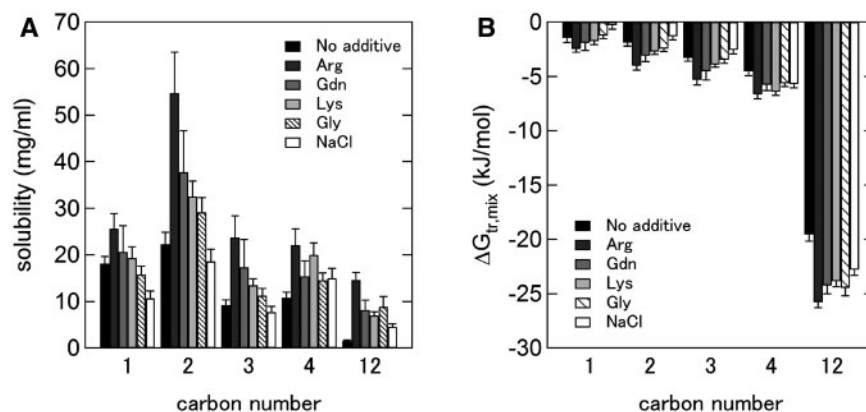 A
70
60
50
40
30
20
10
0
solubility (mg/ml)
No additive
Arg
Gdn
Lys
Gly
NaCl
1 2 3 4 12
carbon number
B
0
-5
-10
-15
-20
-25
-30
ΔGtr,mix (kJ/mol)
No additive
Arg
Gdn
Lys
Gly
NaCl
1 2 3 4 12
carbon number